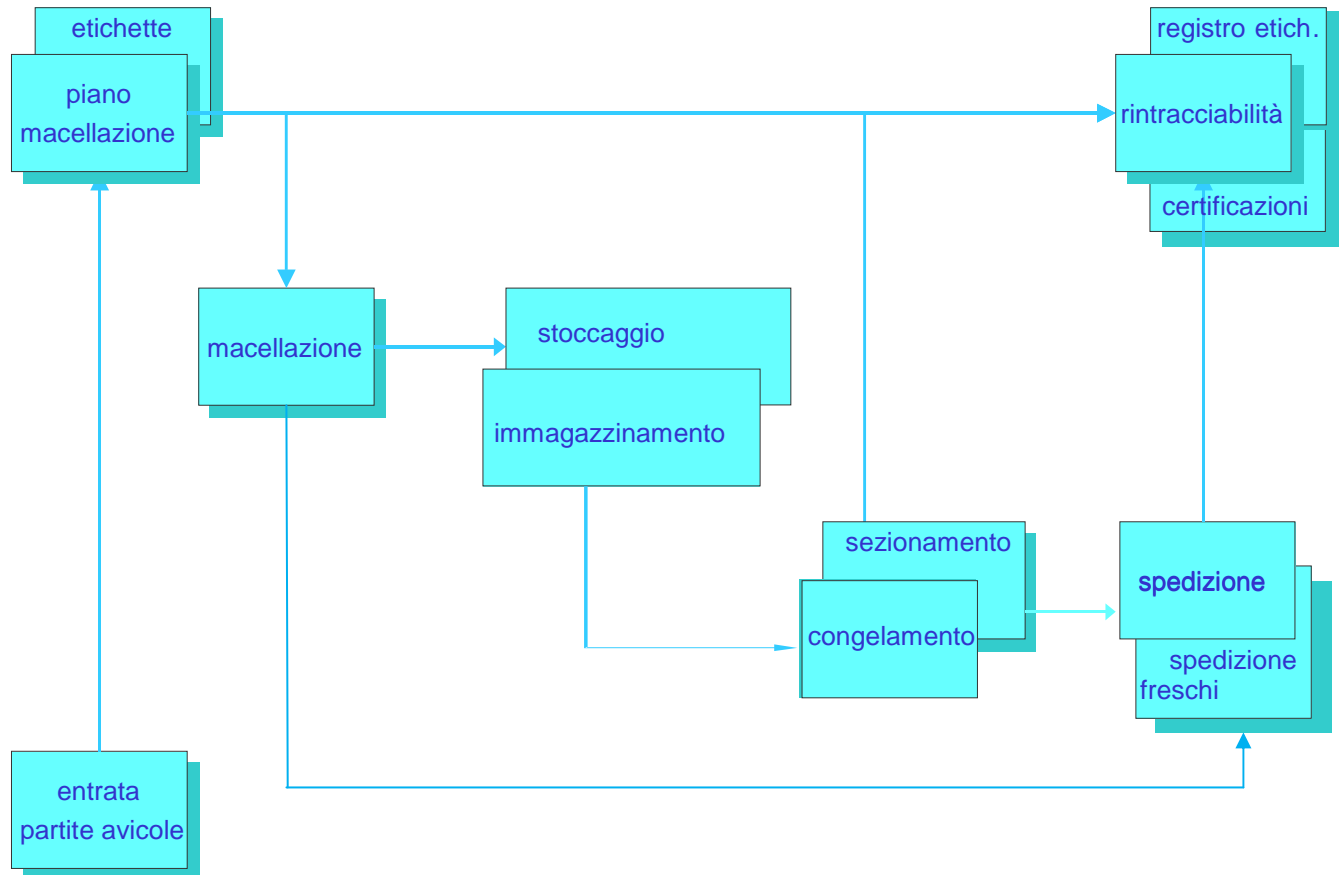 etichette
registro etich.
piano
macellazione
rintracciabilità
certificazioni
macellazione
stoccaggio
immagazzinamento
sezionamento
congelamento
spedizione
spedizione
freschi
entrata
partite avicole